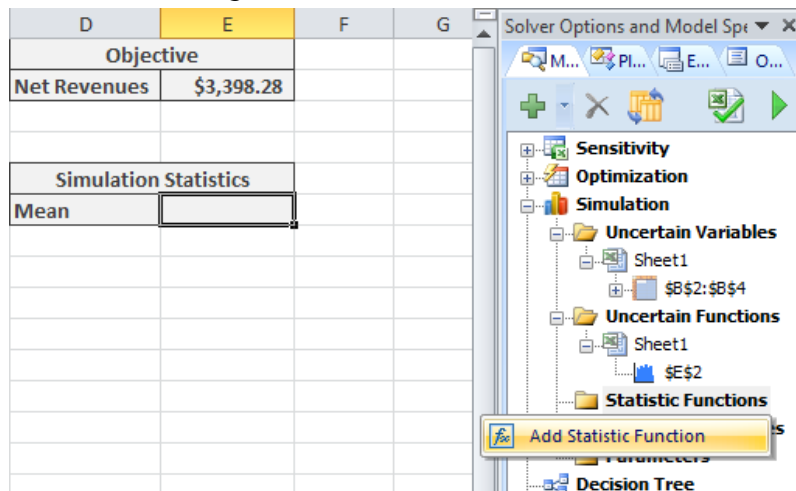 D E F G
Solver Options and Model Spe
Objective
M... Pl... E... O...
Net Revenues $3,398.28
Sensitivity
Optimization
Simulation Statistics
Simulation
Mean
Uncertain Variables
Sheet1
$B$2:$B$4
Uncertain Functions
Sheet1
$E$2
Statistic Functions
Add Statistic Function
Parameters
Decision Tree